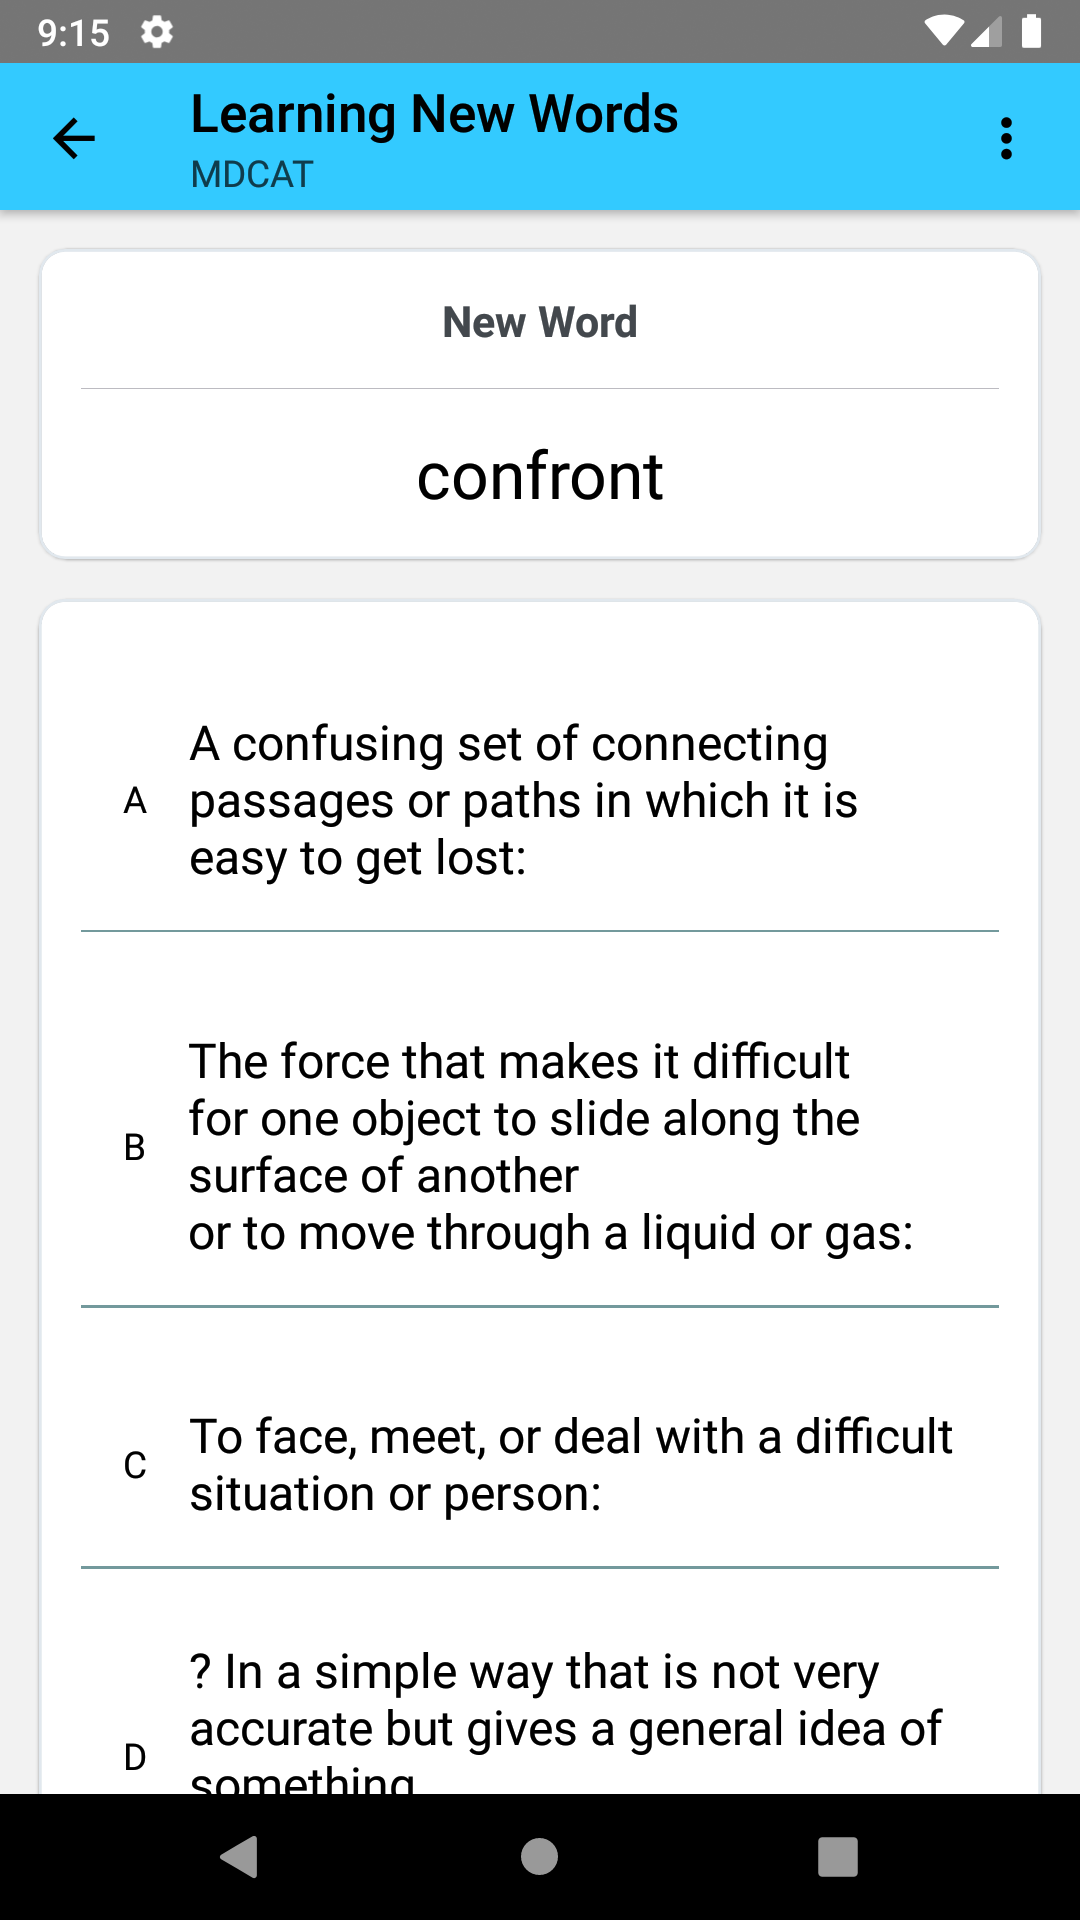 9:15
Learning New Words
MDCAT
New Word
confront
A confusing set of connecting
A passages or paths in which it is
easy to get lost:
The force that makes it difficult
for one object to slide along the
B
surface of another
or to move through a liquid or gas:
To face, meet, or deal with a difficult
C
situation or person:
? In a simple way that is not very
accurate but gives a general idea of
D
something